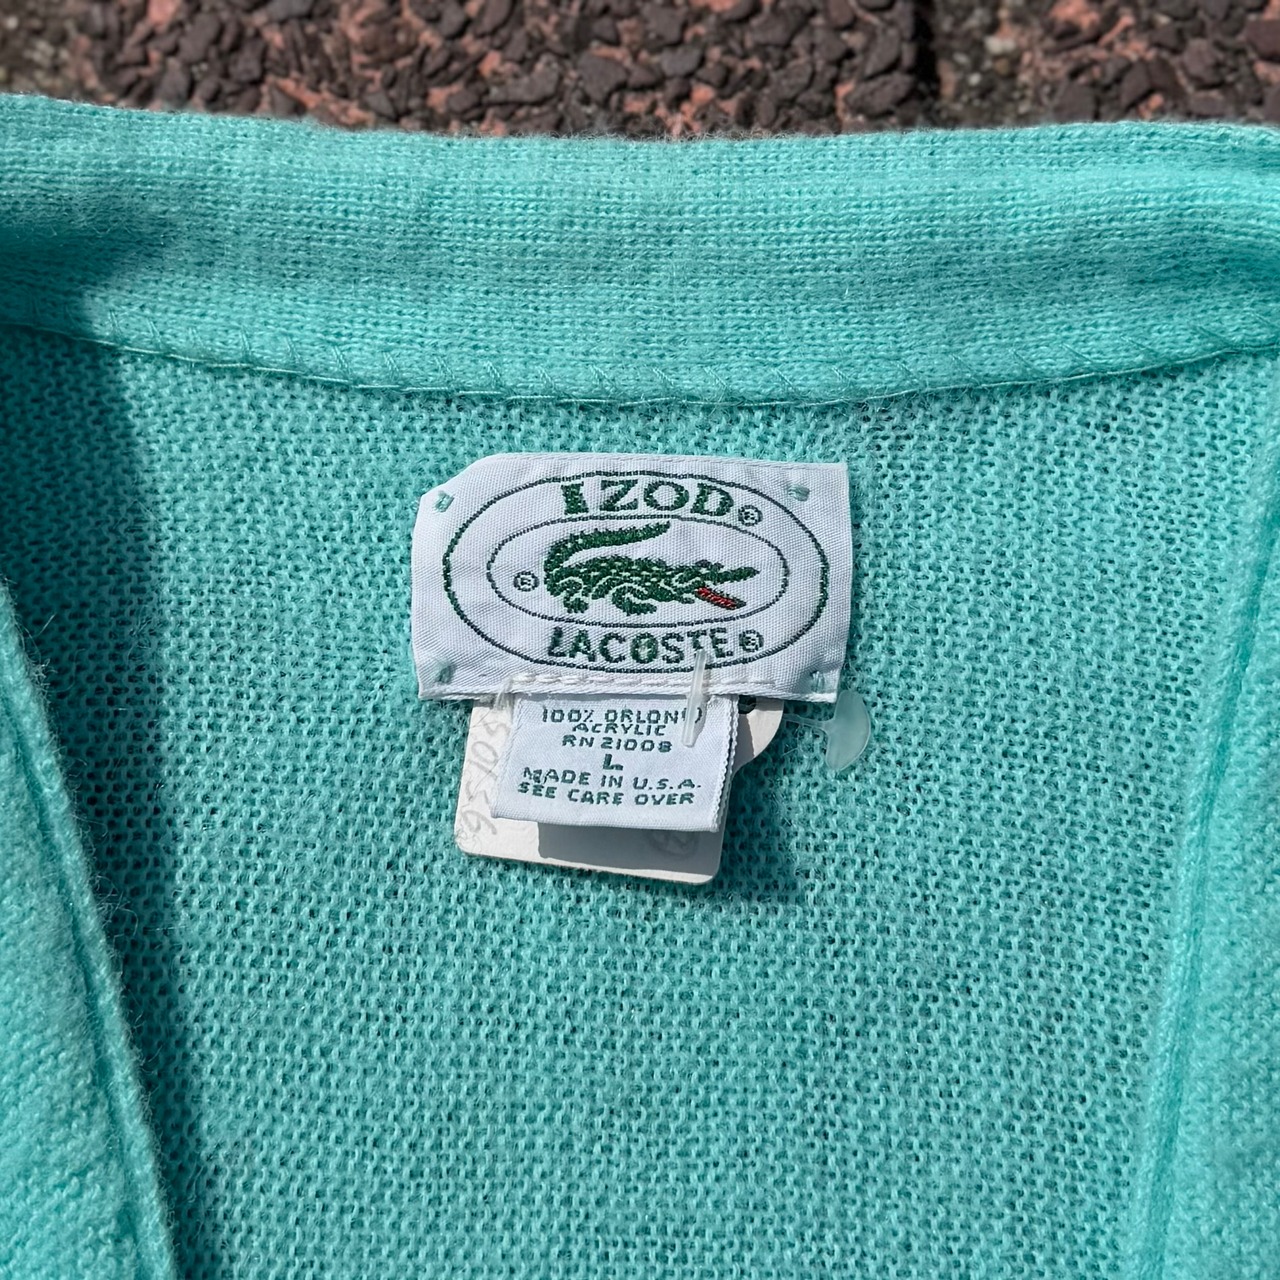 IZOD®
®
LACOSTE®
100% ORLON®
ACRYLIC
RN 21008
L
MADE IN U.S.A.
SEE CARE OVER